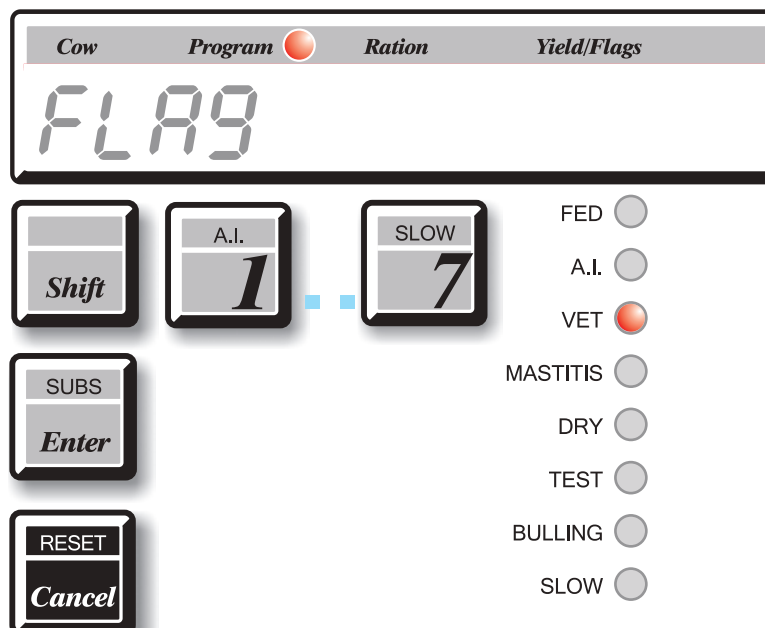 Cow Program Ration Yield/Flags
FLAg
Shift
A.I.
1
SLOW
7
FED
A.I.
VET
MASTITIS
DRY
TEST
BULLING
SLOW
SUBS
Enter
RESET
Cancel